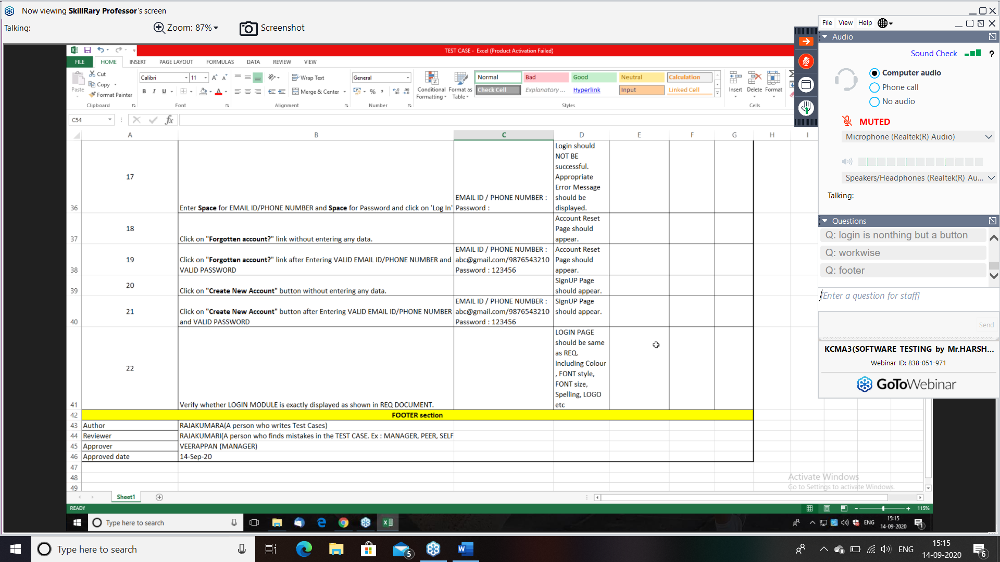 Now viewing SkillRary Professor's screen
Talking:
Zoom: 87%
Screenshot
TEST CASE - Excel (Product Activation Failed)
FILE HOME INSERT PAGE LAYOUT FORMULAS DATA REVIEW VIEW
Paste
Cut
Copy
Format Painter
Clipboard
Calibri 11
B I U
Font
Wrap Text
Merge & Center
Alignment
General
%
Number
Conditional Formatting
Format as Table
Normal Bad Good Neutral Calculation
Check Cell Explanatory ... Hyperlink Input Linked Cell
Styles
Insert Delete Format
Cells
C54
fx
A B C D E F G H I
36
17
Enter Space for EMAIL ID/PHONE NUMBER and Space for Password and click on 'Log In'
EMAIL ID / PHONE NUMBER :
Password :
Login should
NOT BE
successful.
Appropriate
Error Message
should be
displayed.
37
18
Click on "Forgotten account?" link without entering any data.
Account Reset
Page should
appear.
38
19
Click on "Forgotten account?" link after Entering VALID EMAIL ID/PHONE NUMBER and
VALID PASSWORD
EMAIL ID / PHONE NUMBER :
abc@gmail.com/9876543210
Password : 123456
Account Reset
Page should
appear.
39
20
Click on "Create New Account" button without entering any data.
SignUP Page
should appear.
40
21
Click on "Create New Account" button after Entering VALID EMAIL ID/PHONE NUMBER
and VALID PASSWORD
EMAIL ID / PHONE NUMBER :
abc@gmail.com/9876543210
Password : 123456
SignUP Page
should appear.
41
22
Verify whether LOGIN MODULE is exactly displayed as shown in REQ DOCUMENT.
LOGIN PAGE
should be same
as REQ.
Including Colour
, FONT style,
FONT size,
Spelling, LOGO
etc
42 FOOTER section
43 Author RAJAKUMARA(A person who writes Test Cases)
44 Reviewer RAJAKUMARI(A person who finds mistakes in the TEST CASE. Ex : MANAGER, PEER, SELF
45 Approver VEERAPPAN (MANAGER)
46 Approved date 14-Sep-20
47
48
49
Activate Windows
Go to Settings to activate Windows.
Sheet1
READY
115%
Type here to search
ENG
15:15
14-09-2020
1
File View Help
Audio
Sound Check
?
Computer audio
Phone call
No audio
MUTED
Microphone (Realtek(R) Audio)
Speakers/Headphones (Realtek(R) Au...
Talking:
Questions
Q: login is nonthing but a button
Q: workwise
Q: footer
[Enter a question for staff]
Send
KCMA3(SOFTWARE TESTING by Mr.HARSH...
Webinar ID: 838-051-971
GoToWebinar
Type here to search
5
ENG
15:15
14-09-2020
6